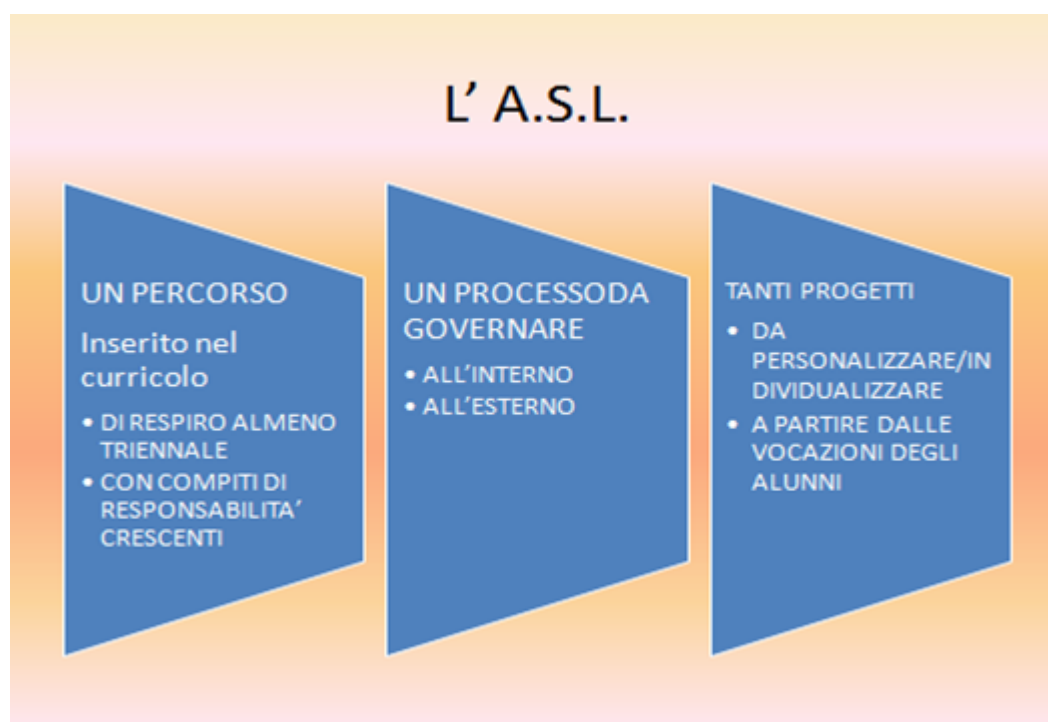 L' A.S.L.
UN PERCORSO
Inserito nel
curricolo
• DI RESPIRO ALMENO
TRIENNALE
• CON COMPITI DI
RESPONSABILITA'
CRESCENTI
UN PROCESSODA
GOVERNARE
• ALL'INTERNO
• ALL'ESTERNO
TANTI PROGETTI
• DA
PERSONALIZZARE/IN
DIVIDUALIZZARE
• A PARTIRE DALLE
VOCAZIONI DEGLI
ALUNNI